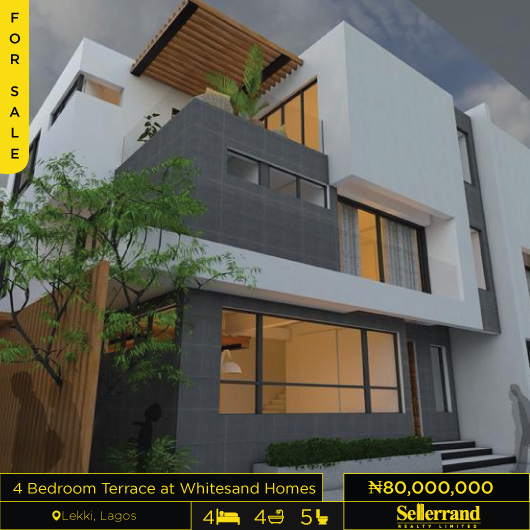 FOR SALE
4 Bedroom Terrace at Whitesand Homes
₦80,000,000
Lekki, Lagos
4 4 5
Sellerrand
REALTY LIMITED